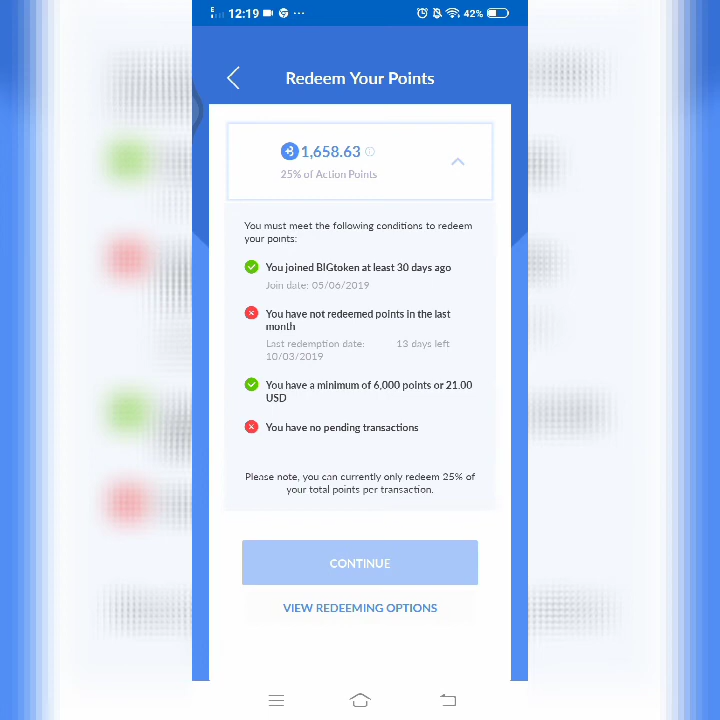 12:19
42%
Redeem Your Points
1,658.63
25% of Action Points
You must meet the following conditions to redeem
your points:
You joined BIGtoken at least 30 days ago
Join date: 05/06/2019
You have not redeemed points in the last
month
Last redemption date: 13 days left
10/03/2019
You have a minimum of 6,000 points or 21.00
USD
You have no pending transactions
Please note, you can currently only redeem 25% of
your total points per transaction.
CONTINUE
VIEW REDEEMING OPTIONS